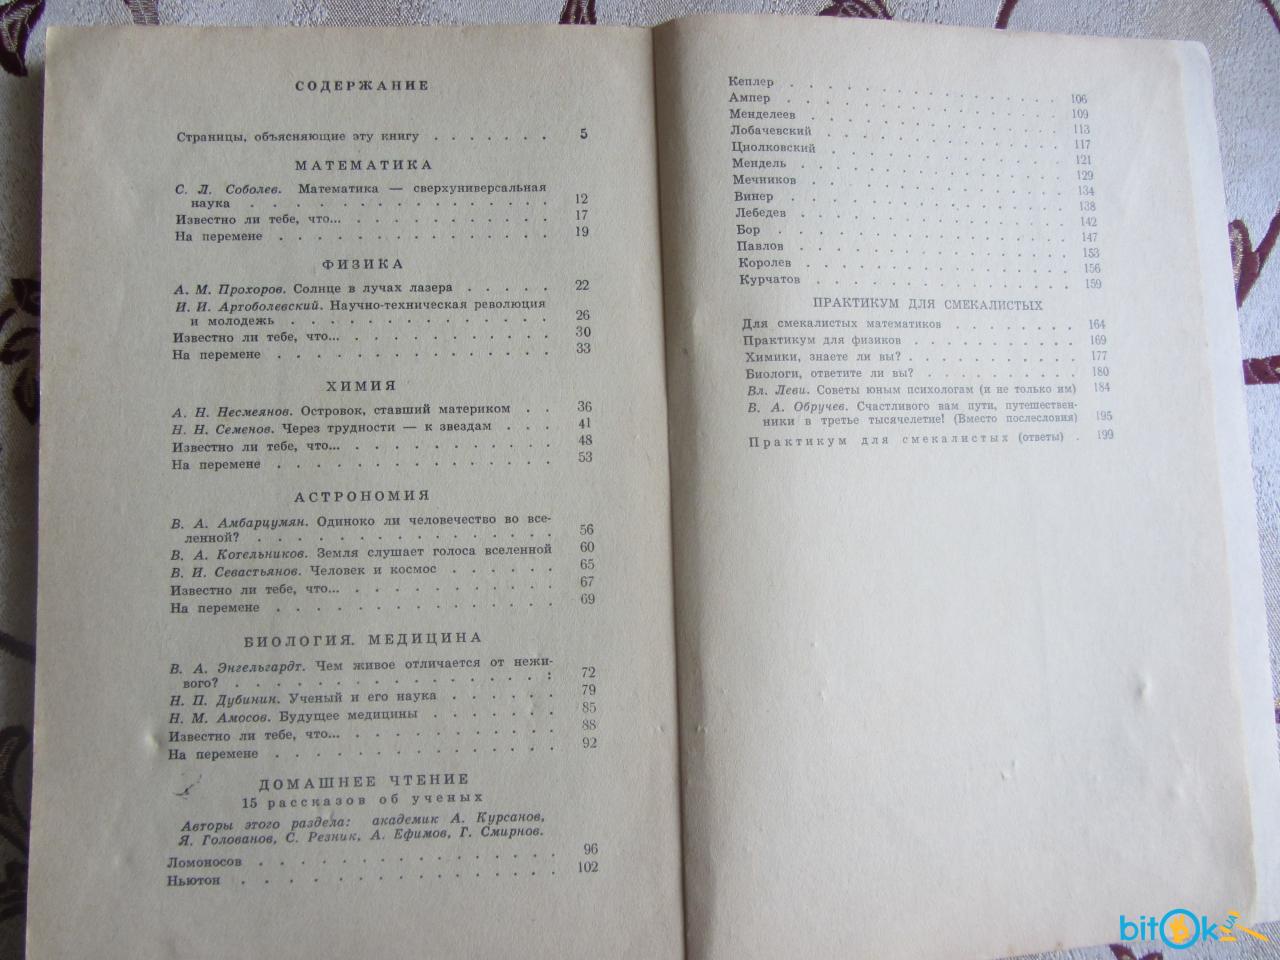 СОДЕРЖАНИЕ
Страницы, объясняющие эту книгу . . . . . . . 5
МАТЕМАТИКА
С. Л. Соболев. Математика — сверхуниверсальная
наука . . . . . . . . . . . . . . . . 12
Известно ли тебе, что... . . . . . . . . . . . 17
На перемене . . . . . . . . . . . . . . . 19
ФИЗИКА
А. М. Прохоров. Солнце в лучах лазера . . . . . 22
И. И. Артоболевский. Научно-техническая революция
и молодежь . . . . . . . . . . . . . . 26
Известно ли тебе, что... . . . . . . . . . . . 30
На перемене . . . . . . . . . . . . . . . 33
ХИМИЯ
А. Н. Несмеянов. Островок, ставший материком . . 36
Н. Н. Семенов. Через трудности — к звездам . . . . 41
Известно ли тебе, что... . . . . . . . . . . . 48
На перемене . . . . . . . . . . . . . . . 53
АСТРОНОМИЯ
В. А. Амбарцумян. Одиноко ли человечество во все-
ленной? . . . . . . . . . . . . . . . . 56
В. А. Котельников. Земля слушает голоса вселенной 60
В. И. Севастьянов. Человек и космос . . . . . . 65
Известно ли тебе, что... . . . . . . . . . . . 67
На перемене . . . . . . . . . . . . . . . 69
БИОЛОГИЯ. МЕДИЦИНА
В. А. Энгельгардт. Чем живое отличается от нежи-
вого? . . . . . . . . . . . . . . . . . 72
Н. П. Дубинин. Ученый и его наука . . . . . . 79
Н. М. Амосов. Будущее медицины . . . . . . . 85
Известно ли тебе, что... . . . . . . . . . . . 88
На перемене . . . . . . . . . . . . . . . 92
ДОМАШНЕЕ ЧТЕНИЕ
15 рассказов об ученых
Авторы этого раздела: академик А. Курсанов,
Я. Голованов, С. Резник, А. Ефимов, Г. Смирнов.
Ломоносов . . . . . . . . . . . . . . . 96
Ньютон . . . . . . . . . . . . . . . . 102
Кеплер . . . . . . . . . . . . . . . . 106
Ампер . . . . . . . . . . . . . . . . 109
Менделеев . . . . . . . . . . . . . . . 113
Лобачевский . . . . . . . . . . . . . . 117
Циолковский . . . . . . . . . . . . . . 121
Мендель . . . . . . . . . . . . . . . . 129
Мечников . . . . . . . . . . . . . . . 134
Винер . . . . . . . . . . . . . . . . 138
Лебедев . . . . . . . . . . . . . . . . 142
Бор . . . . . . . . . . . . . . . . . 147
Павлов . . . . . . . . . . . . . . . . 153
Королев . . . . . . . . . . . . . . . . 156
Курчатов . . . . . . . . . . . . . . . 159
ПРАКТИКУМ ДЛЯ СМЕКАЛИСТЫХ
Для смекалистых математиков . . . . . . . . 164
Практикум для физиков . . . . . . . . . . 169
Химики, знаете ли вы? . . . . . . . . . . 177
Биологи, ответите ли вы? . . . . . . . . . 180
Вл. Леви. Советы юным психологам (и не только им) 184
В. А. Обручев. Счастливого вам пути, путешествен-
ники в третье тысячелетие! (Вместо послесловия) 195
Практикум для смекалистых (ответы) . 199
bitok.ua